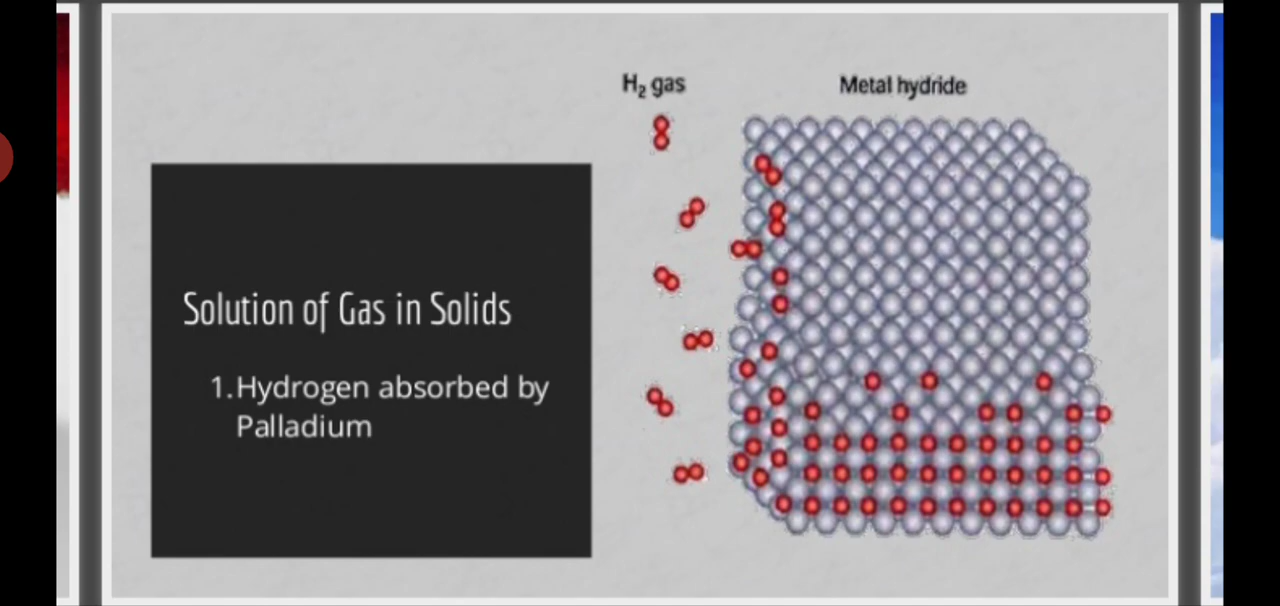 Solution of Gas in Solids
1.Hydrogen absorbed by
Palladium
H₂ gas
Metal hydride